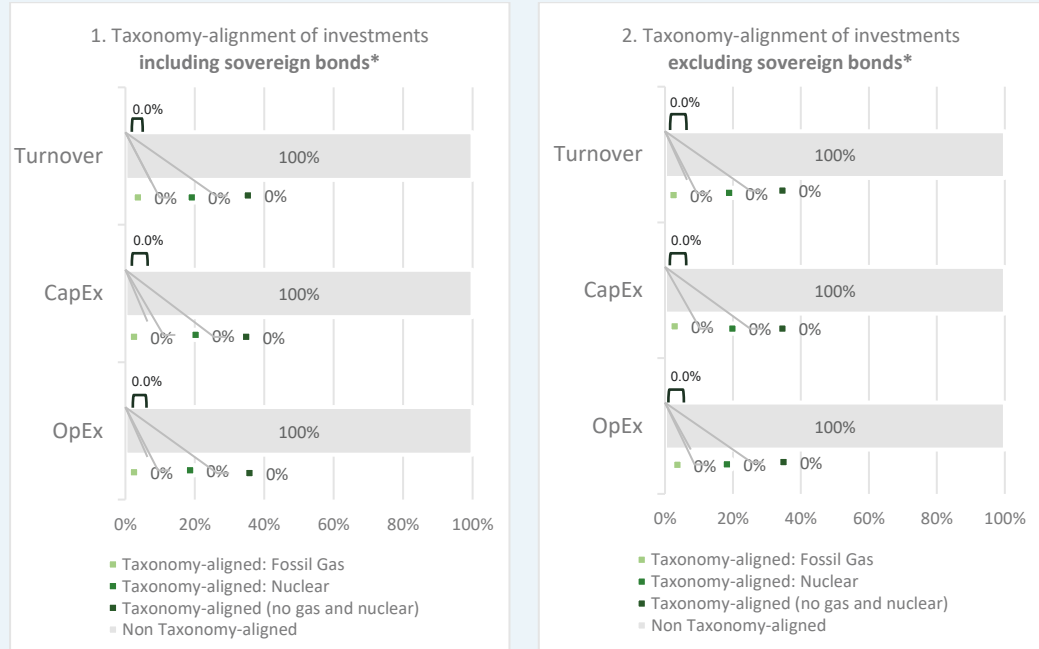 1. Taxonomy-alignment of investments
including sovereign bonds*
0.0%
Turnover
100%
0% 0% 0%
0.0%
CapEx
100%
0% 0% 0%
0.0%
OpEx
100%
0% 0% 0%
0% 20% 40% 60% 80% 100%
Taxonomy-aligned: Fossil Gas
Taxonomy-aligned: Nuclear
Taxonomy-aligned (no gas and nuclear)
Non Taxonomy-aligned
2. Taxonomy-alignment of investments
excluding sovereign bonds*
0.0%
Turnover
100%
0% 0% 0%
0.0%
CapEx
100%
0% 0% 0%
0.0%
OpEx
100%
0% 0% 0%
0% 20% 40% 60% 80% 100%
Taxonomy-aligned: Fossil Gas
Taxonomy-aligned: Nuclear
Taxonomy-aligned (no gas and nuclear)
Non Taxonomy-aligned